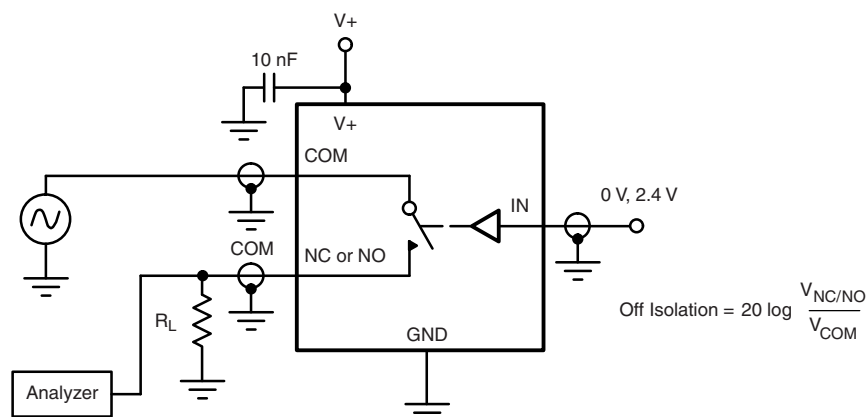 V+
10 nF
V+
COM
0 V, 2.4 V
IN
COM
NC or NO
Off Isolation = 20 log V_NC/NO / V_COM
R_L
GND
Analyzer